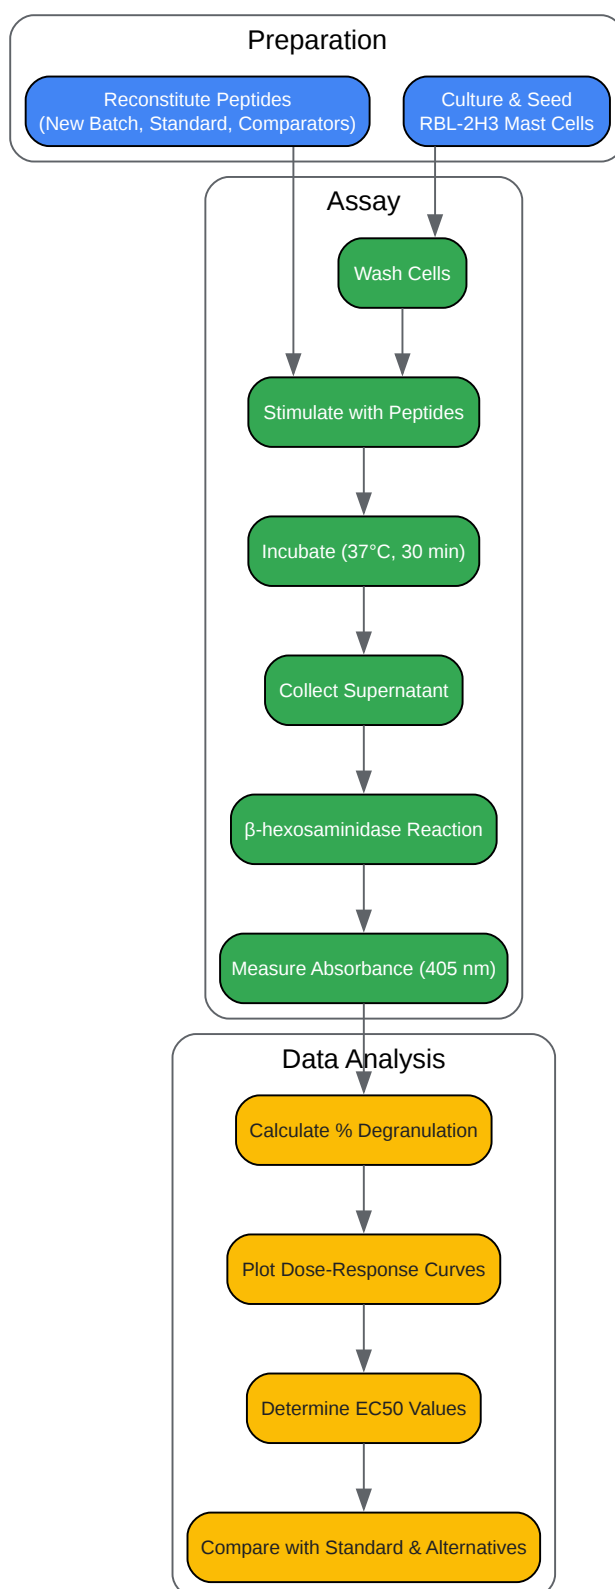 Preparation
Reconstitute Peptides
(New Batch, Standard, Comparators)
Culture & Seed
RBL-2H3 Mast Cells
Assay
Wash Cells
Stimulate with Peptides
Incubate (37°C, 30 min)
Collect Supernatant
β-hexosaminidase Reaction
Measure Absorbance (405 nm)
Data Analysis
Calculate % Degranulation
Plot Dose-Response Curves
Determine EC50 Values
Compare with Standard & Alternatives